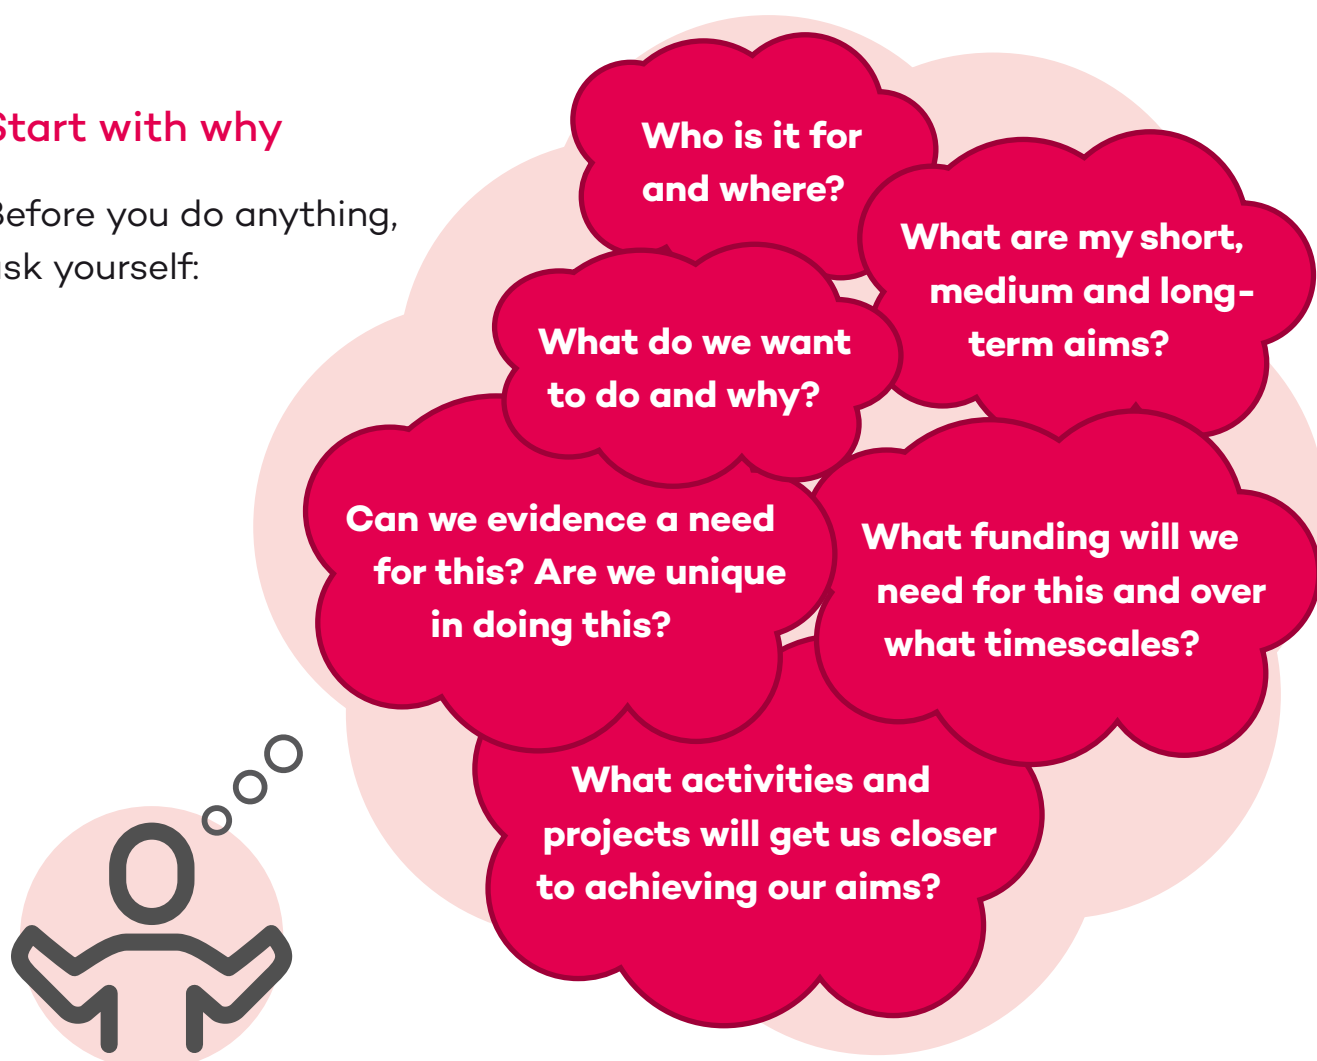 Start with why
Before you do anything,
ask yourself:
Who is it for
and where?
What are my short,
medium and long-
term aims?
What do we want
to do and why?
Can we evidence a need
for this? Are we unique
in doing this?
What funding will we
need for this and over
what timescales?
What activities and
projects will get us closer
to achieving our aims?